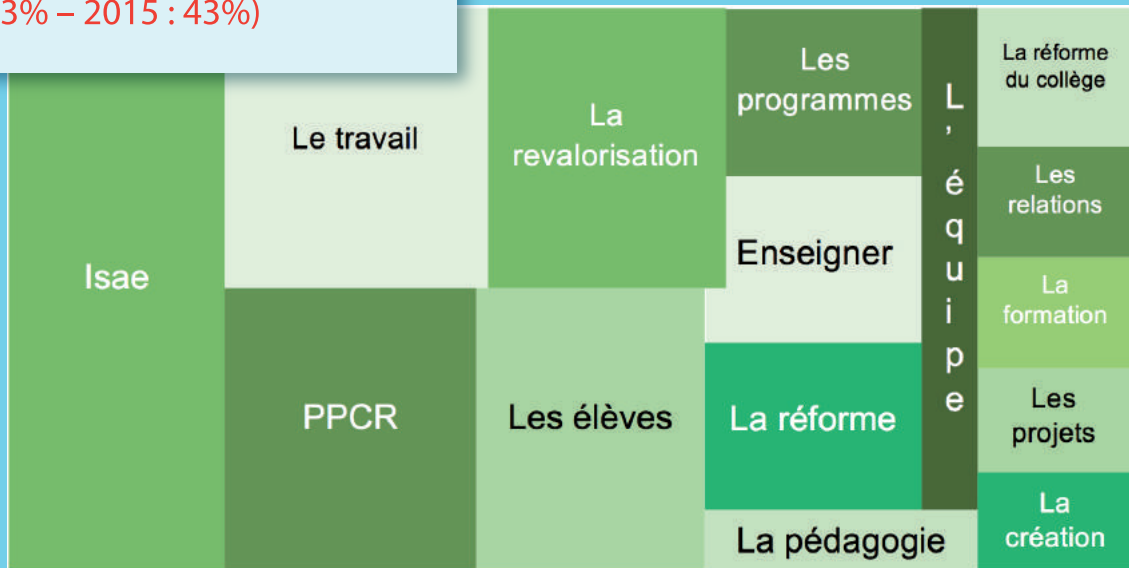 3% – 2015 : 43%)
Isae
Le travail
PPCR
La
revalorisation
Les élèves
Les
programmes
Enseigner
La réforme
La pédagogie
L'équipe
La réforme
du collège
Les
relations
La
formation
Les
projets
La
création